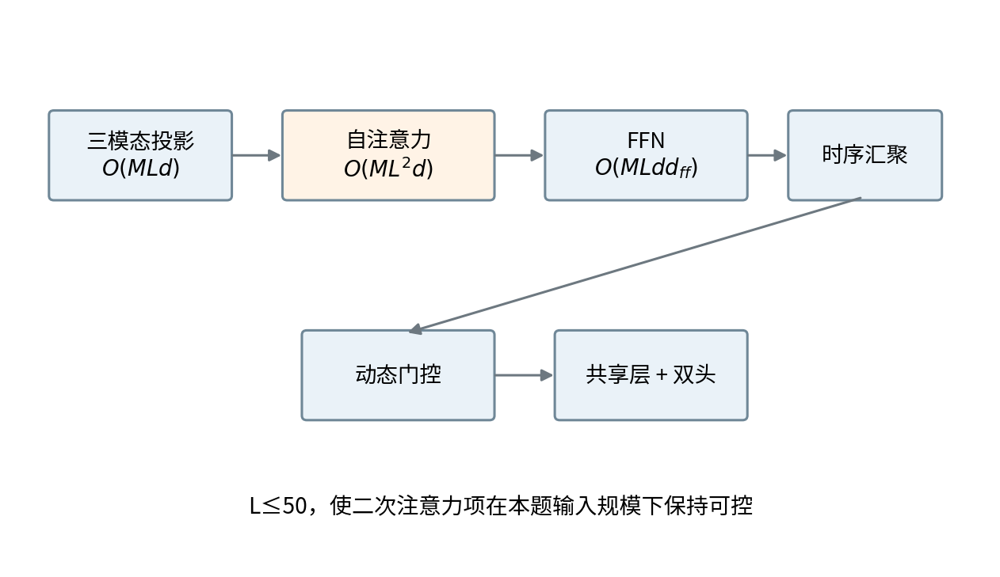 三模态投影
O(MLd)
自注意力
O(ML²d)
FFN
O(MLdd_ff)
时序汇聚
动态门控
共享层 + 双头
L≤50，使二次注意力项在本题输入规模下保持可控